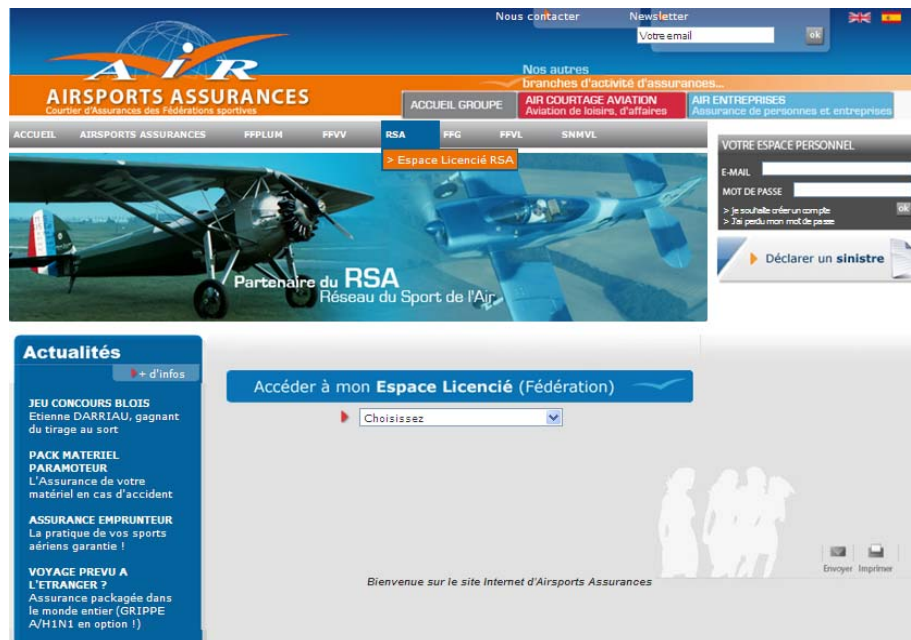 Nous contacter
Newsletter
Votre email
ok
AIR
AIRSPORTS ASSURANCES
Courtier d'Assurances des Fédérations sportives
Nos autres
branches d'activité d'assurances...
ACCUEIL GROUPE
AIR COURTAGE AVIATION
Aviation de loisirs, d'affaires
AIR ENTREPRISES
Assurance de personnes et entreprises
ACCUEIL AIRSPORTS ASSURANCES FFPLUM FFVV RSA FFG FFVL SNMVL
> Espace Licencié RSA
VOTRE ESPACE PERSONNEL
E-MAIL
MOT DE PASSE
> je souhaite créer un compte
> J'ai perdu mon mot de passe
ok
Déclarer un sinistre
Partenaire du RSA
Réseau du Sport de l'Air
Actualités
+ d'infos
JEU CONCOURS BLOIS
Etienne DARRIAU, gagnant
du tirage au sort
PACK MATERIEL
PARAMOTEUR
L'Assurance de votre
matériel en cas d'accident
ASSURANCE EMPRUNTEUR
La pratique de vos sports
aériens garantie !
VOYAGE PREVU A
L'ETRANGER ?
Assurance packagée dans
le monde entier (GRIPPE
A/H1N1 en option !)
Accéder à mon Espace Licencié (Fédération)
Choisissez
Bienvenue sur le site Internet d'Airsports Assurances
Envoyer Imprimer